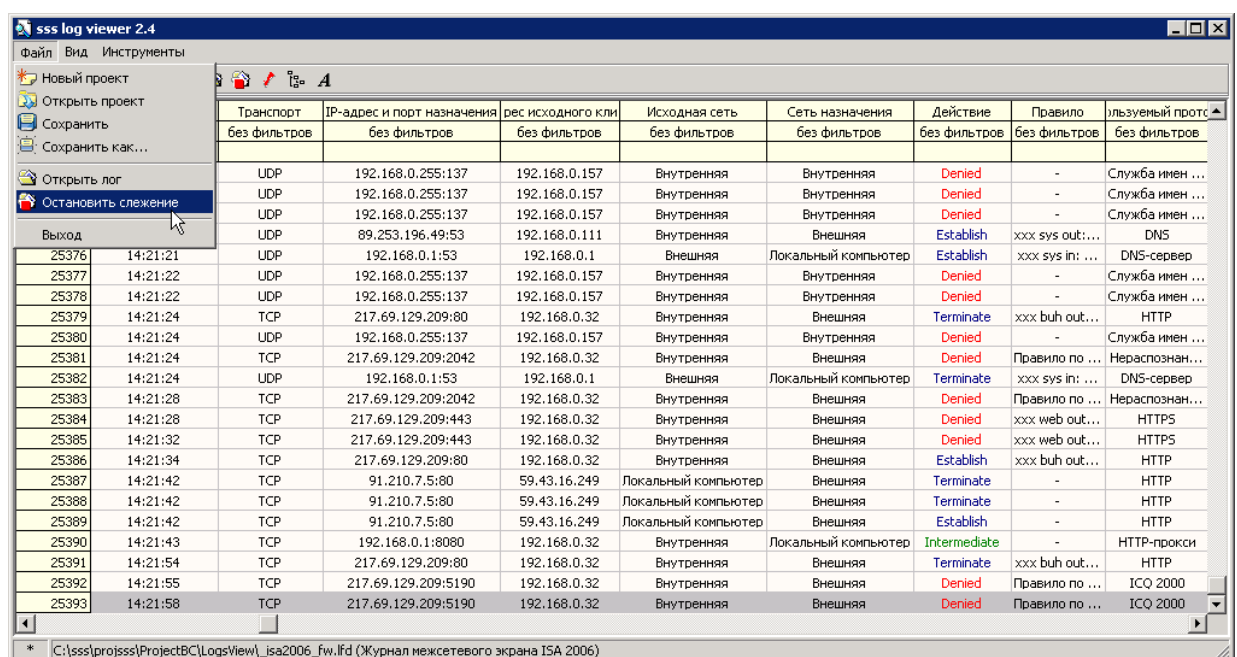 sss log viewer 2.4
Файл Вид Инструменты
Новый проект
Открыть проект
Сохранить
Сохранить как...
Открыть лог
Остановить слежение
Выход
A
Транспорт IP-адрес и порт назначения рес исходного кли Исходная сеть Сеть назначения Действие Правило ользуемый прото
без фильтров без фильтров без фильтров без фильтров без фильтров без фильтров без фильтров без фильтров
UDP 192.168.0.255:137 192.168.0.157 Внутренняя Внутренняя Denied - Служба имен ...
UDP 192.168.0.255:137 192.168.0.157 Внутренняя Внутренняя Denied - Служба имен ...
UDP 192.168.0.255:137 192.168.0.157 Внутренняя Внутренняя Denied - Служба имен ...
UDP 89.253.196.49:53 192.168.0.111 Внутренняя Внешняя Establish xxx sys out:... DNS
25376 14:21:21 UDP 192.168.0.1:53 192.168.0.1 Внешняя Локальный компьютер Establish xxx sys in: ... DNS-сервер
25377 14:21:22 UDP 192.168.0.255:137 192.168.0.157 Внутренняя Внутренняя Denied - Служба имен ...
25378 14:21:22 UDP 192.168.0.255:137 192.168.0.157 Внутренняя Внутренняя Denied - Служба имен ...
25379 14:21:24 TCP 217.69.129.209:80 192.168.0.32 Внутренняя Внешняя Terminate xxx buh out... HTTP
25380 14:21:24 UDP 192.168.0.255:137 192.168.0.157 Внутренняя Внутренняя Denied - Служба имен ...
25381 14:21:24 TCP 217.69.129.209:2042 192.168.0.32 Внутренняя Внешняя Denied Правило по ... Нераспознан...
25382 14:21:24 UDP 192.168.0.1:53 192.168.0.1 Внешняя Локальный компьютер Terminate xxx sys in: ... DNS-сервер
25383 14:21:28 TCP 217.69.129.209:2042 192.168.0.32 Внутренняя Внешняя Denied Правило по ... Нераспознан...
25384 14:21:28 TCP 217.69.129.209:443 192.168.0.32 Внутренняя Внешняя Denied xxx web out... HTTPS
25385 14:21:32 TCP 217.69.129.209:443 192.168.0.32 Внутренняя Внешняя Denied xxx web out... HTTPS
25386 14:21:34 TCP 217.69.129.209:80 192.168.0.32 Внутренняя Внешняя Establish xxx buh out... HTTP
25387 14:21:42 TCP 91.210.7.5:80 59.43.16.249 Локальный компьютер Внешняя Terminate - HTTP
25388 14:21:42 TCP 91.210.7.5:80 59.43.16.249 Локальный компьютер Внешняя Terminate - HTTP
25389 14:21:42 TCP 91.210.7.5:80 59.43.16.249 Локальный компьютер Внешняя Establish - HTTP
25390 14:21:43 TCP 192.168.0.1:8080 192.168.0.32 Внутренняя Локальный компьютер Intermediate - HTTP-прокси
25391 14:21:54 TCP 217.69.129.209:80 192.168.0.32 Внутренняя Внешняя Terminate xxx buh out... HTTP
25392 14:21:55 TCP 217.69.129.209:5190 192.168.0.32 Внутренняя Внешняя Denied Правило по ... ICQ 2000
25393 14:21:58 TCP 217.69.129.209:5190 192.168.0.32 Внутренняя Внешняя Denied Правило по ... ICQ 2000
* C:\sss\projsss\ProjectBC\LogsView\_isa2006_fw.lfd (Журнал межсетевого экрана ISA 2006)